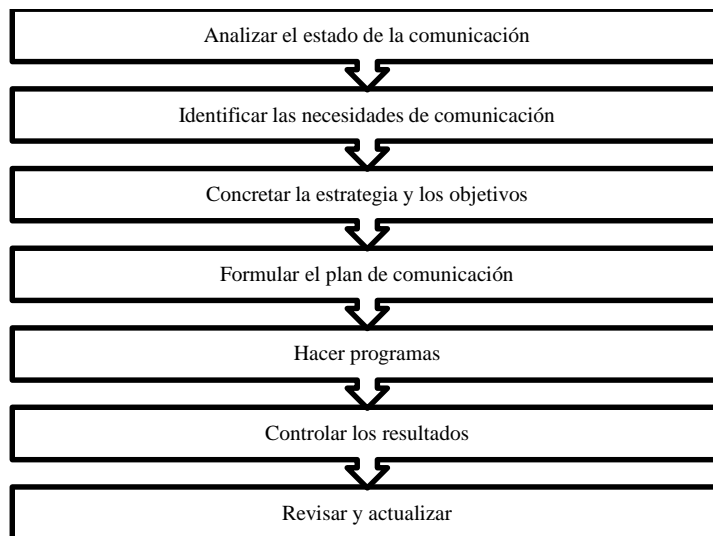 Analizar el estado de la comunicación
Identificar las necesidades de comunicación
Concretar la estrategia y los objetivos
Formular el plan de comunicación
Hacer programas
Controlar los resultados
Revisar y actualizar